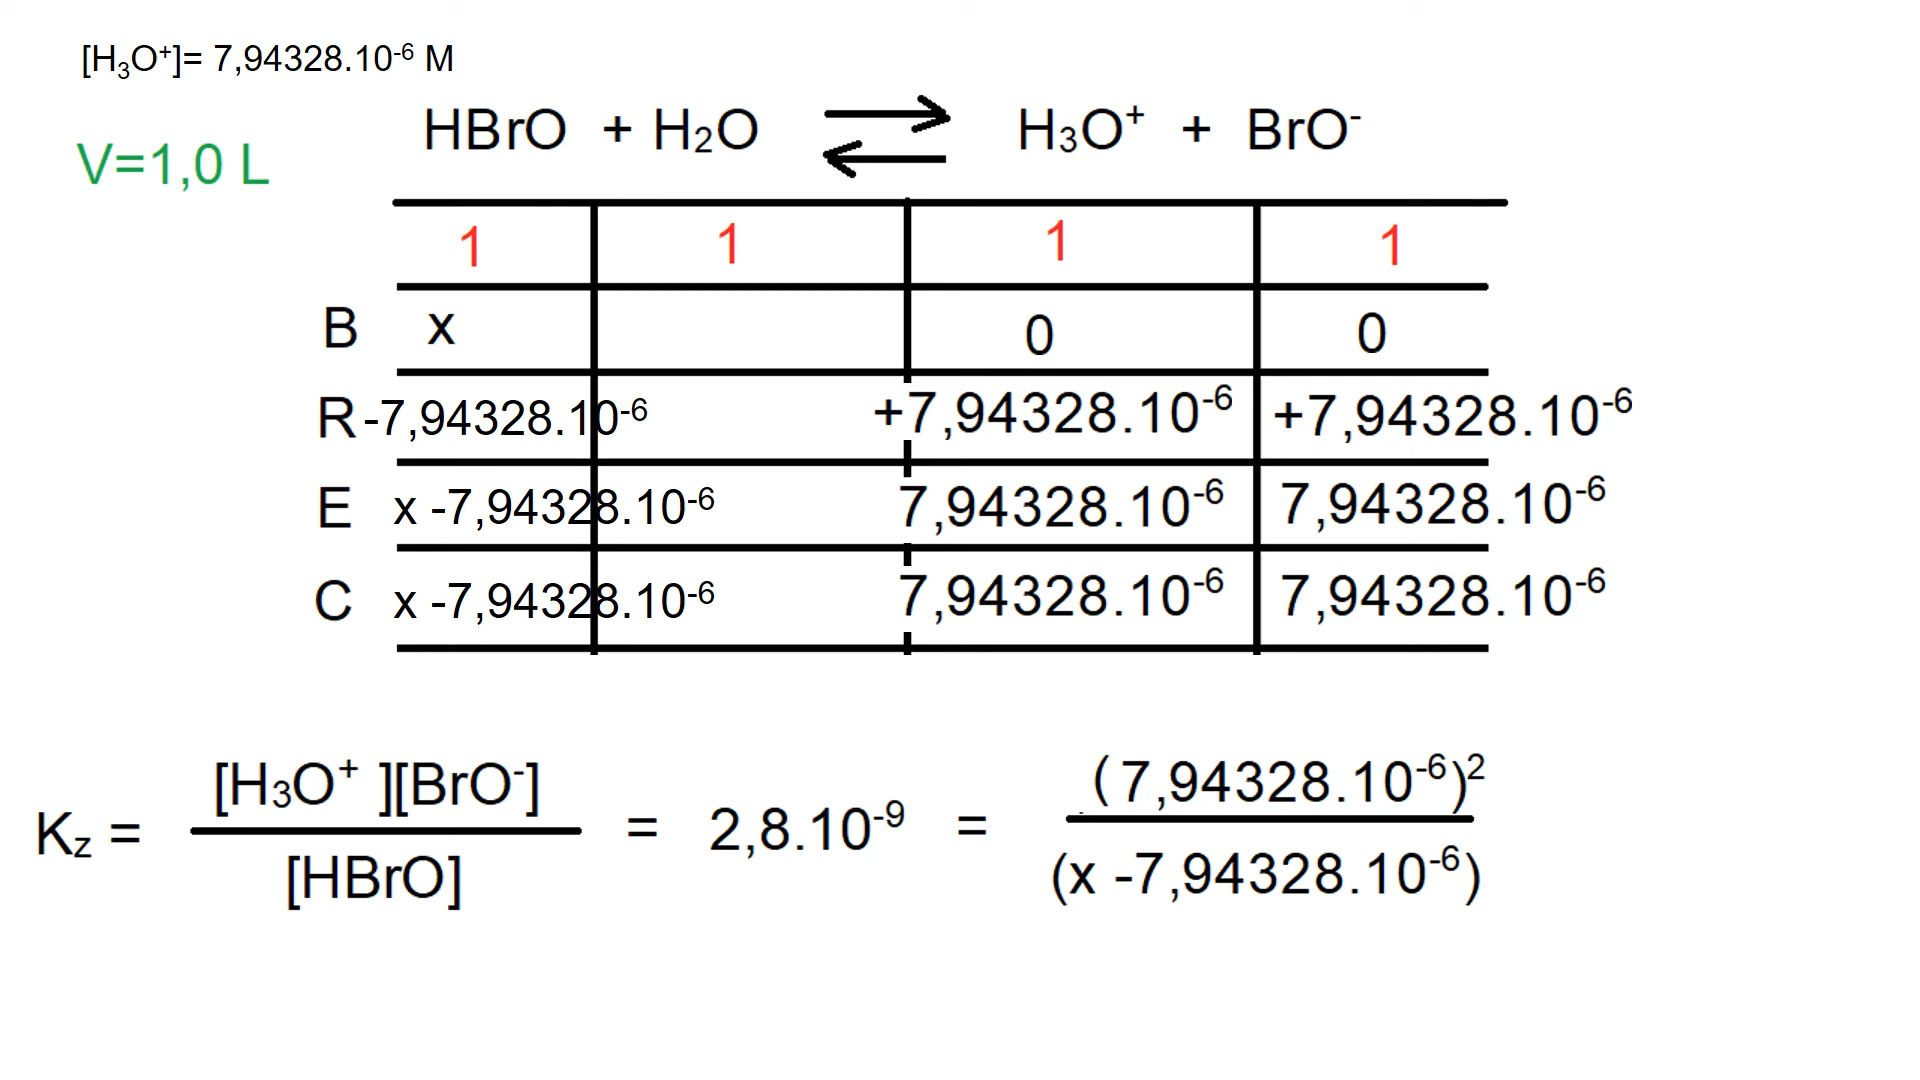 [H₃O⁺]= 7,94328.10⁻⁶ M
HBrO + H₂O ⇌ H₃O⁺ + BrO⁻
V=1,0 L
1 1 1 1
B x 0 0
R -7,94328.10⁻⁶ +7,94328.10⁻⁶ +7,94328.10⁻⁶
E x -7,94328.10⁻⁶ 7,94328.10⁻⁶ 7,94328.10⁻⁶
C x -7,94328.10⁻⁶ 7,94328.10⁻⁶ 7,94328.10⁻⁶
[H₃O⁺ ][BrO⁻] (7,94328.10⁻⁶)²
K_z = = 2,8.10⁻⁹ =
[HBrO] (x -7,94328.10⁻⁶)